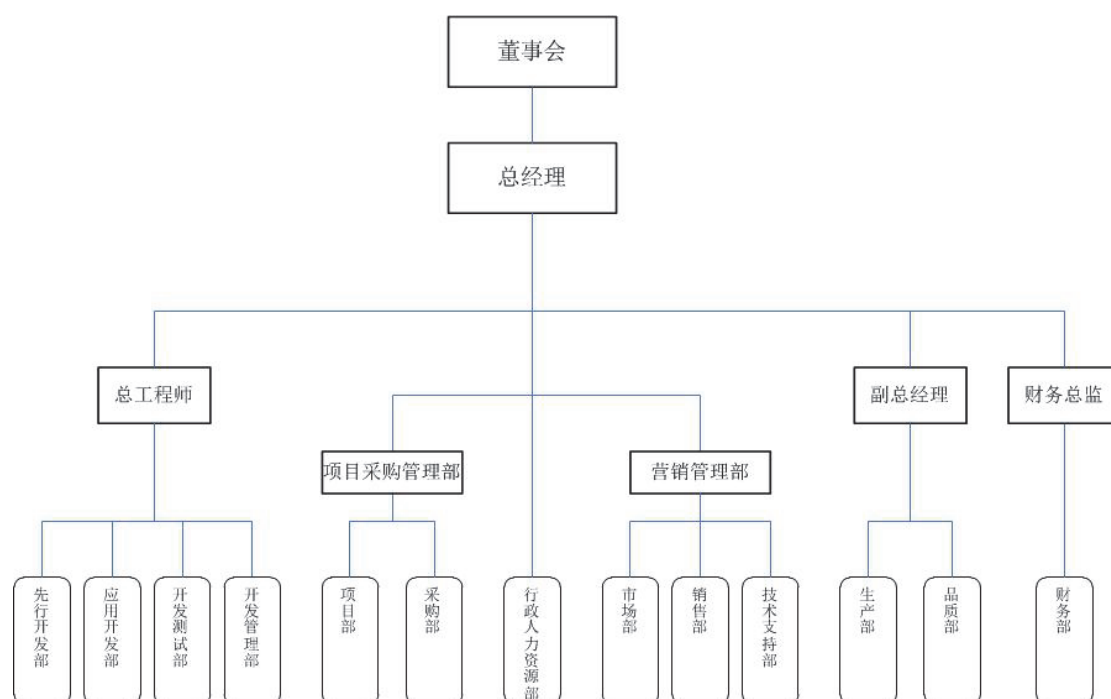 董事会
总经理
总工程师
副总经理
财务总监
项目采购管理部
营销管理部
先行开发部
应用开发部
开发测试部
开发管理部
项目部
采购部
行政人力资源部
市场部
销售部
技术支持部
生产部
品质部
财务部